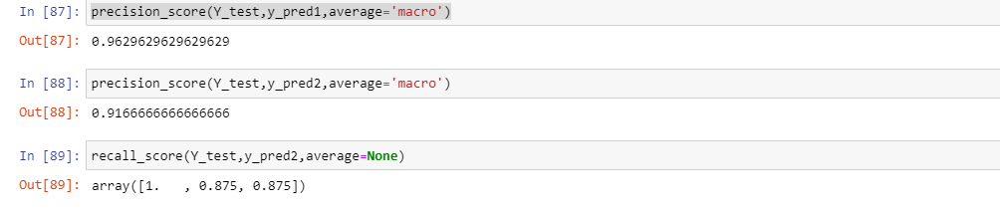 In [87]: precision_score(Y_test,y_pred1,average='macro')
Out[87]: 0.9629629629629629
In [88]: precision_score(Y_test,y_pred2,average='macro')
Out[88]: 0.9166666666666666
In [89]: recall_score(Y_test,y_pred2,average=None)
Out[89]: array([1.   , 0.875, 0.875])